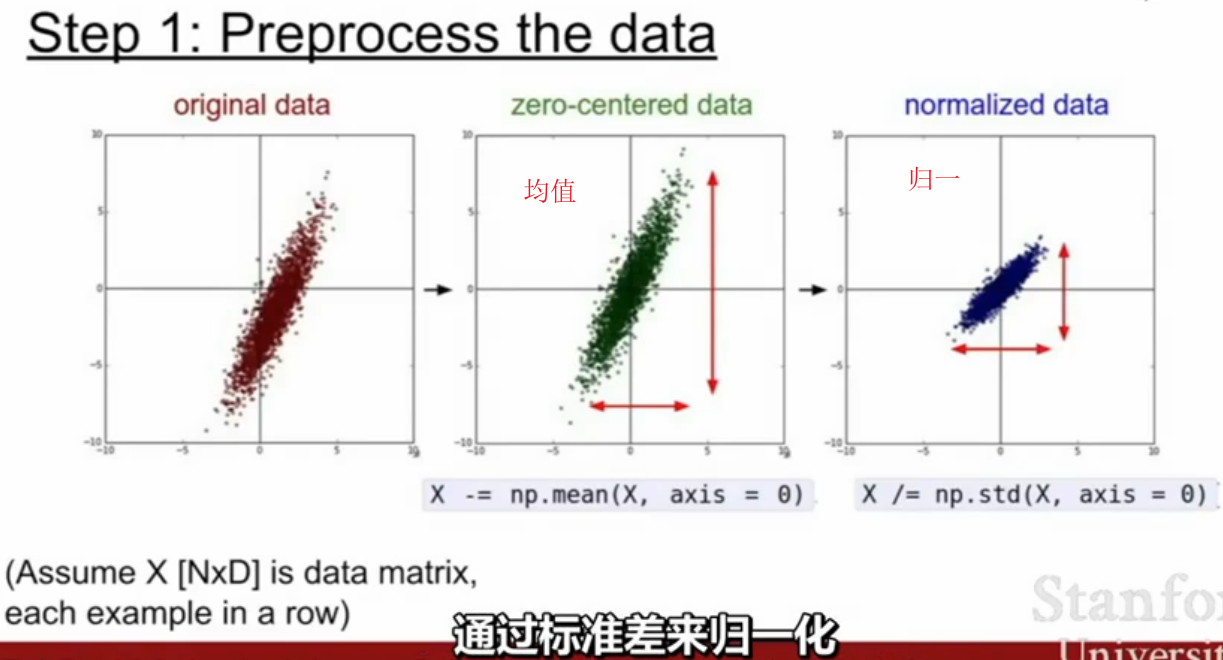 Step 1: Preprocess the data
original data
zero-centered data
normalized data
10
5
0
-5
-10
-10
-5
0
5
10
均值
10
5
0
-5
-10
-10
-5
0
5
10
归一
10
5
0
-5
-10
-10
-5
0
5
10
X -= np.mean(X, axis = 0)
X /= np.std(X, axis = 0)
(Assume X [NxD] is data matrix,
each example in a row)
Stanfo
Universit
通过标准差来归一化